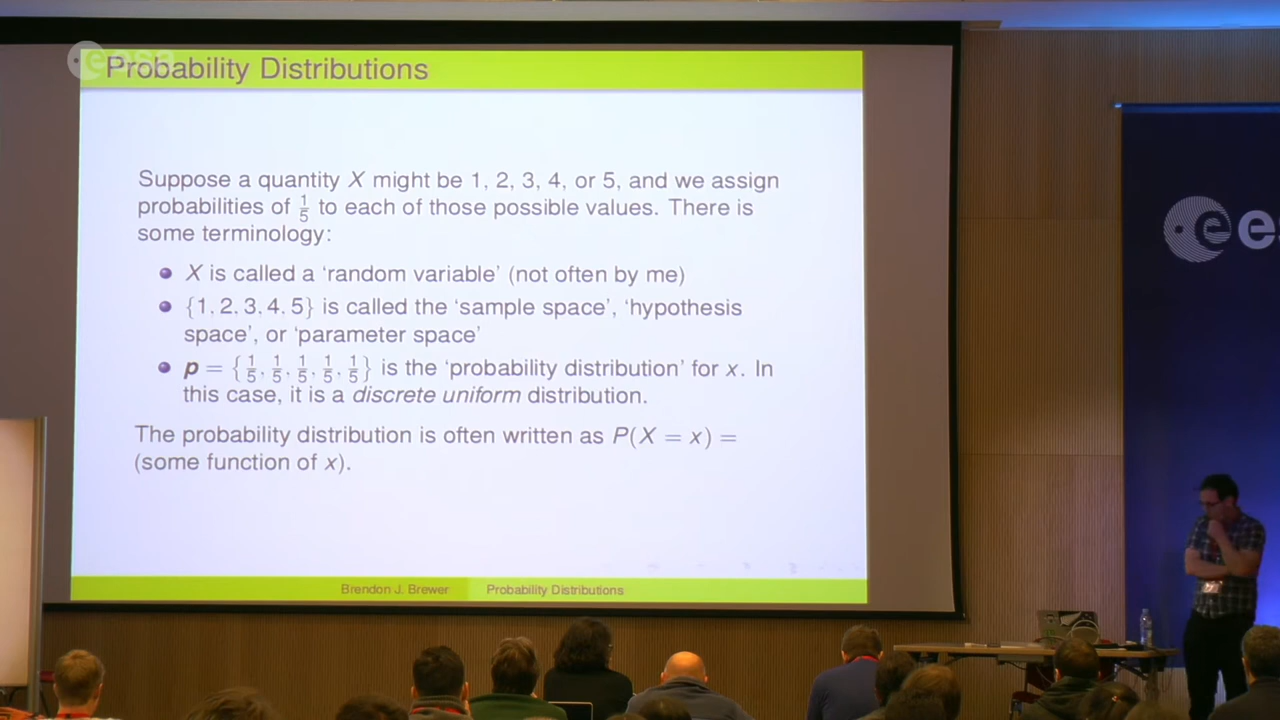 esa
Probability Distributions
Suppose a quantity X might be 1, 2, 3, 4, or 5, and we assign
probabilities of 1/5 to each of those possible values. There is
some terminology:
X is called a ‘random variable’ (not often by me)
{1, 2, 3, 4, 5} is called the ‘sample space’, ‘hypothesis
space’, or ‘parameter space’
p = {1/5, 1/5, 1/5, 1/5, 1/5} is the ‘probability distribution’ for x. In
this case, it is a discrete uniform distribution.
The probability distribution is often written as P(X = x) =
(some function of x).
Brendon J. Brewer Probability Distributions
es